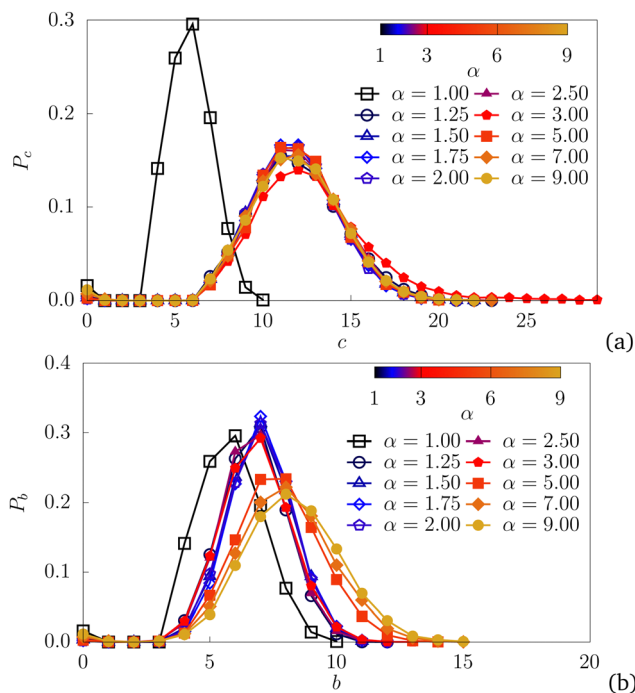 0.3
0.2
0.1
0.0
P_c
1 3 6 9
α
α = 1.00 α = 2.50
α = 1.25 α = 3.00
α = 1.50 α = 5.00
α = 1.75 α = 7.00
α = 2.00 α = 9.00
0 5 10 15 20 25
c
(a)
0.4
0.3
0.2
0.1
0.0
P_b
1 3 6 9
α
α = 1.00 α = 2.50
α = 1.25 α = 3.00
α = 1.50 α = 5.00
α = 1.75 α = 7.00
α = 2.00 α = 9.00
0 5 10 15 20
b
(b)